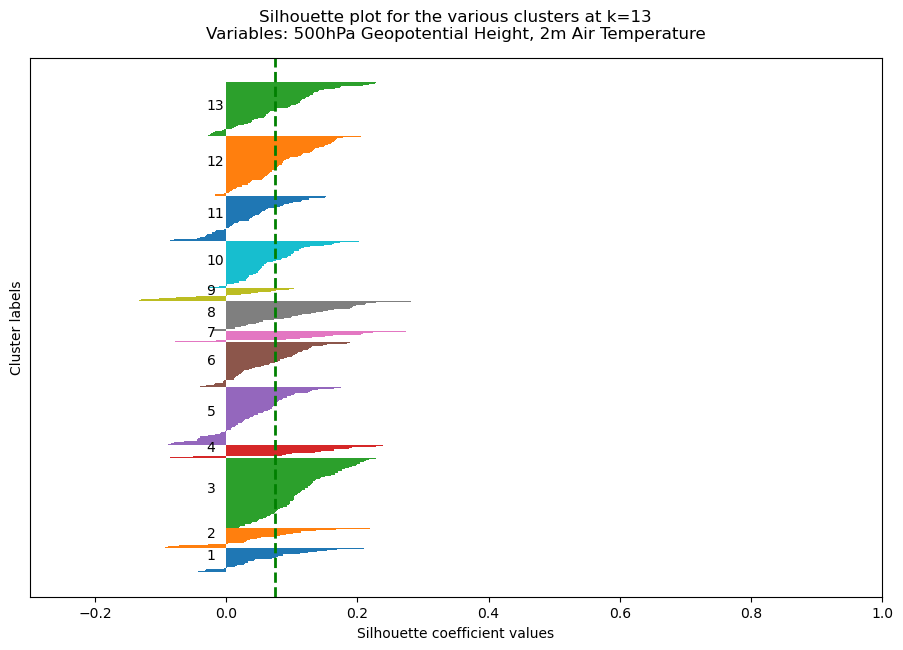 Silhouette plot for the various clusters at k=13
Variables: 500hPa Geopotential Height, 2m Air Temperature
Cluster labels
13
12
11
10
9
8
7
6
5
4
3
2
1
−0.2 0.0 0.2 0.4 0.6 0.8 1.0
Silhouette coefficient values